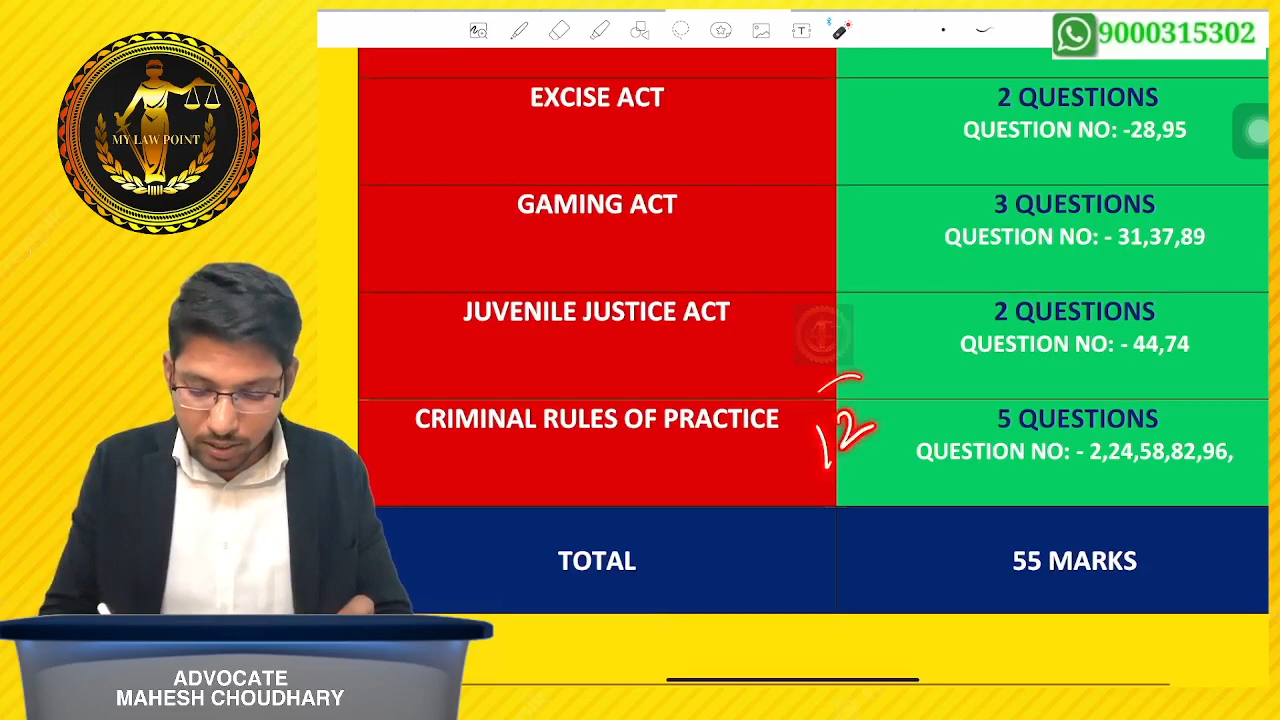 9000315302
MY LAW POINT
EXCISE ACT
2 QUESTIONS
QUESTION NO: -28,95
GAMING ACT
3 QUESTIONS
QUESTION NO: - 31,37,89
JUVENILE JUSTICE ACT
2 QUESTIONS
QUESTION NO: - 44,74
CRIMINAL RULES OF PRACTICE
12
5 QUESTIONS
QUESTION NO: - 2,24,58,82,96,
TOTAL
55 MARKS
ADVOCATE
MAHESH CHOUDHARY